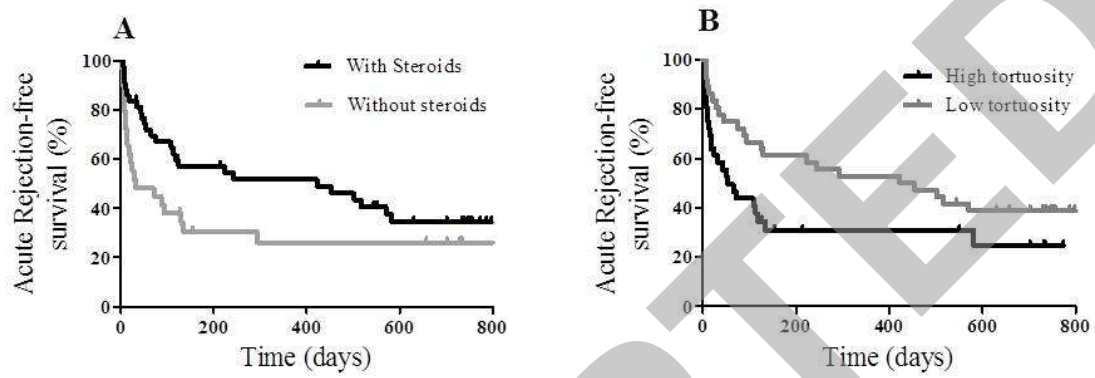 A
Acute Rejection-free
survival (%)
100
80
60
40
20
0
With Steroids
Without steroids
0 200 400 600 800
Time (days)
B
Acute Rejection-free
survival (%)
100
80
60
40
20
0
High tortuosity
Low tortuosity
0 200 400 600 800
Time (days)
PTED